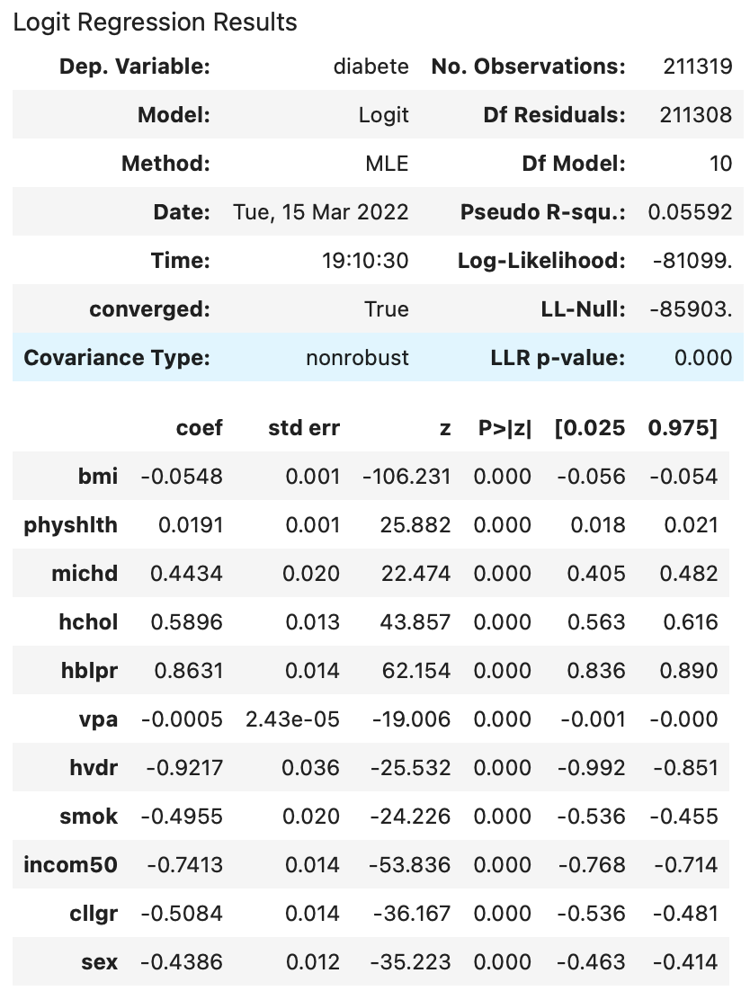 Logit Regression Results
Dep. Variable: diabete No. Observations: 211319
Model: Logit Df Residuals: 211308
Method: MLE Df Model: 10
Date: Tue, 15 Mar 2022 Pseudo R-squ.: 0.05592
Time: 19:10:30 Log-Likelihood: -81099.
converged: True LL-Null: -85903.
Covariance Type: nonrobust LLR p-value: 0.000
coef std err z P>|z| [0.025 0.975]
bmi -0.0548 0.001 -106.231 0.000 -0.056 -0.054
physhlth 0.0191 0.001 25.882 0.000 0.018 0.021
michd 0.4434 0.020 22.474 0.000 0.405 0.482
hchol 0.5896 0.013 43.857 0.000 0.563 0.616
hblpr 0.8631 0.014 62.154 0.000 0.836 0.890
vpa -0.0005 2.43e-05 -19.006 0.000 -0.001 -0.000
hvdr -0.9217 0.036 -25.532 0.000 -0.992 -0.851
smok -0.4955 0.020 -24.226 0.000 -0.536 -0.455
incom50 -0.7413 0.014 -53.836 0.000 -0.768 -0.714
cllgr -0.5084 0.014 -36.167 0.000 -0.536 -0.481
sex -0.4386 0.012 -35.223 0.000 -0.463 -0.414